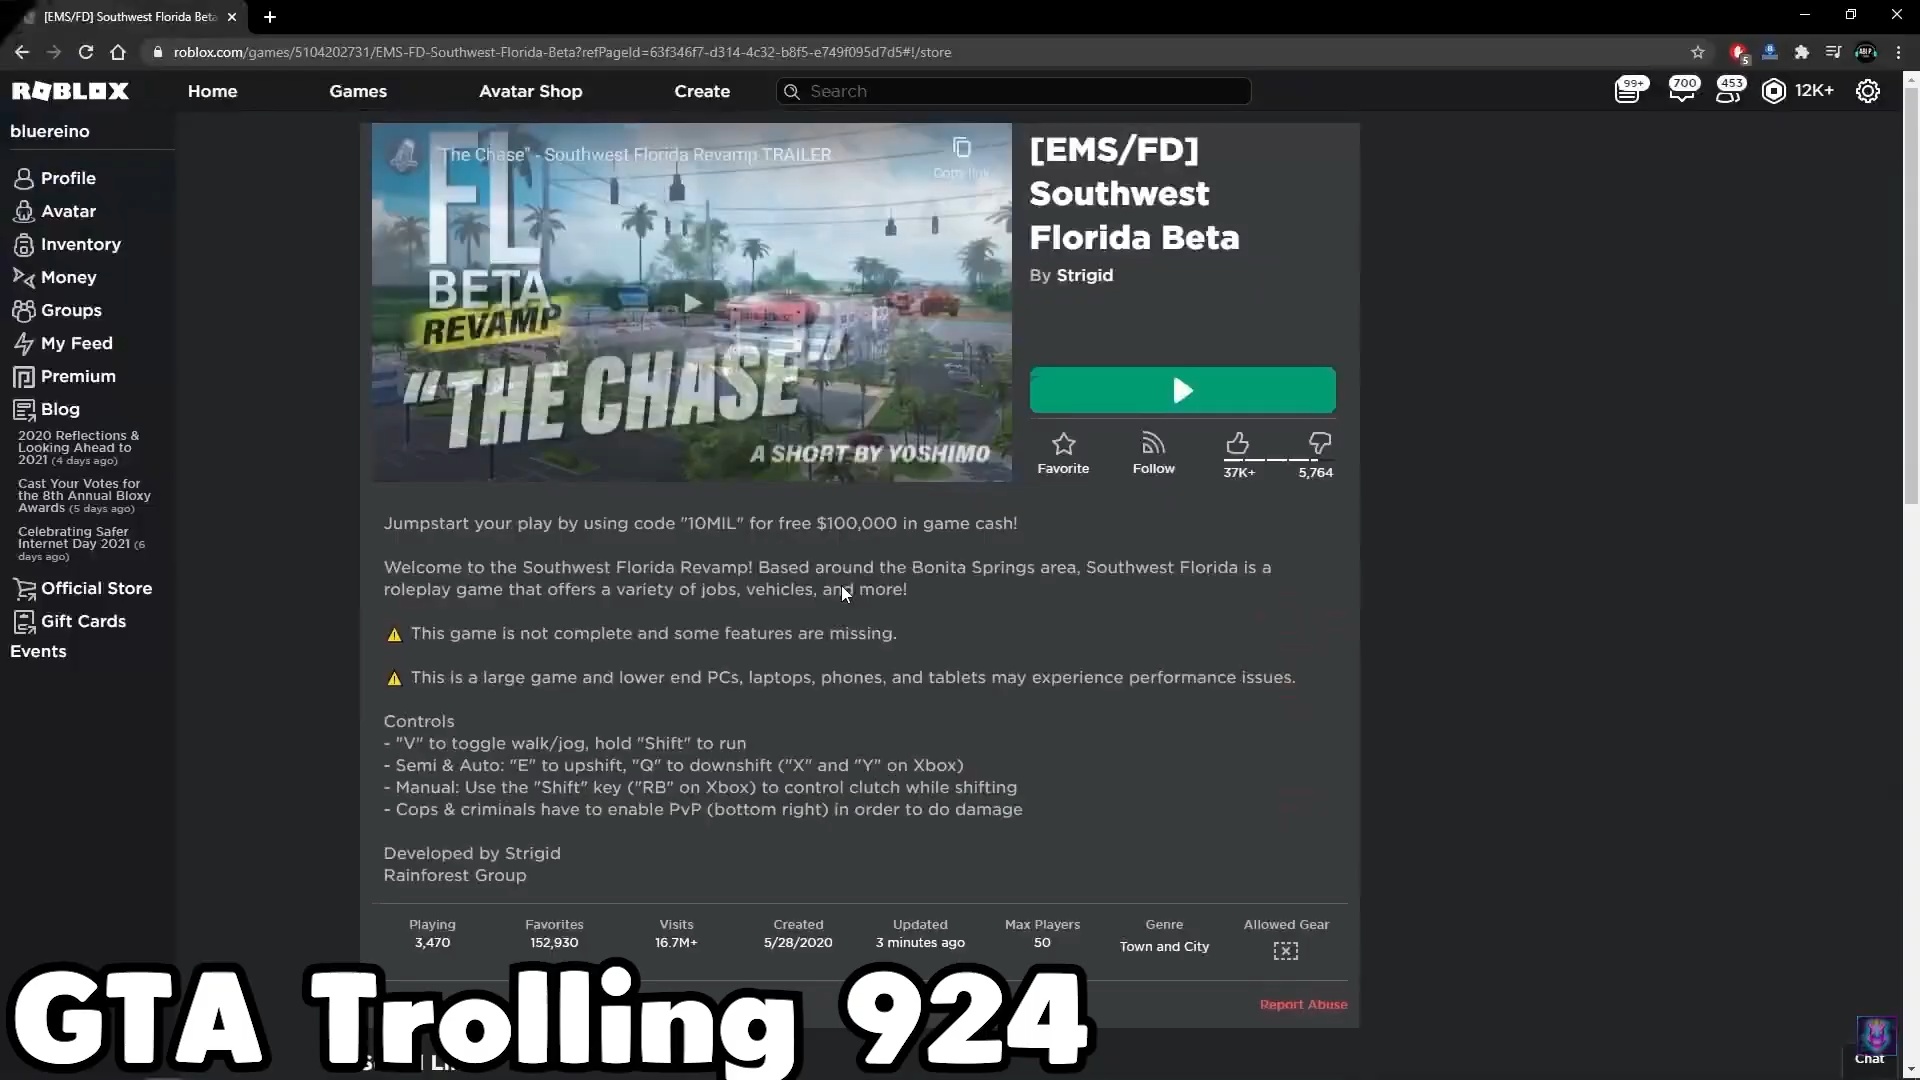 [EMS/FD] Southwest Florida Beta
roblox.com/games/5104202731/EMS-FD-Southwest-Florida-Beta?refPageId=63f346f7-d314-4c32-b8f5-e749f095d7d5#!/store
5
ROBLOX
Home
Games
Avatar Shop
Create
Search
99+
700
453
12K+
bluereino
Profile
Avatar
Inventory
Money
Groups
My Feed
Premium
Blog
2020 Reflections &
Looking Ahead to
2021 (4 days ago)
Cast Your Votes for
the 8th Annual Bloxy
Awards (5 days ago)
Celebrating Safer
Internet Day 2021 (6
days ago)
Official Store
Gift Cards
Events
"The Chase" - Southwest Florida Revamp TRAILER
Copy link
FL
BETA
REVAMP
"THE CHASE"
A SHORT BY YOSHIMO
[EMS/FD]
Southwest
Florida Beta
By Strigid
Favorite
Follow
37K+
5,764
Jumpstart your play by using code "10MIL" for free $100,000 in game cash!
Welcome to the Southwest Florida Revamp! Based around the Bonita Springs area, Southwest Florida is a
roleplay game that offers a variety of jobs, vehicles, and more!
⚠ This game is not complete and some features are missing.
⚠ This is a large game and lower end PCs, laptops, phones, and tablets may experience performance issues.
Controls
- "V" to toggle walk/jog, hold "Shift" to run
- Semi & Auto: "E" to upshift, "Q" to downshift ("X" and "Y" on Xbox)
- Manual: Use the "Shift" key ("RB" on Xbox) to control clutch while shifting
- Cops & criminals have to enable PvP (bottom right) in order to do damage
Developed by Strigid
Rainforest Group
Playing
3,470
Favorites
152,930
Visits
16.7M+
Created
5/28/2020
Updated
3 minutes ago
Max Players
50
Genre
Town and City
Allowed Gear
Report Abuse
GTA Trolling 924
Chat